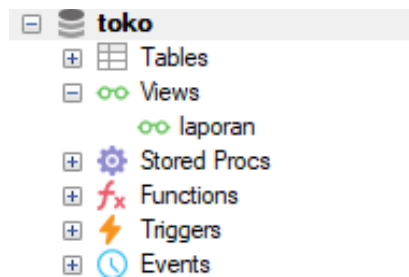 toko
Tables
Views
laporan
Stored Procs
Functions
Triggers
Events